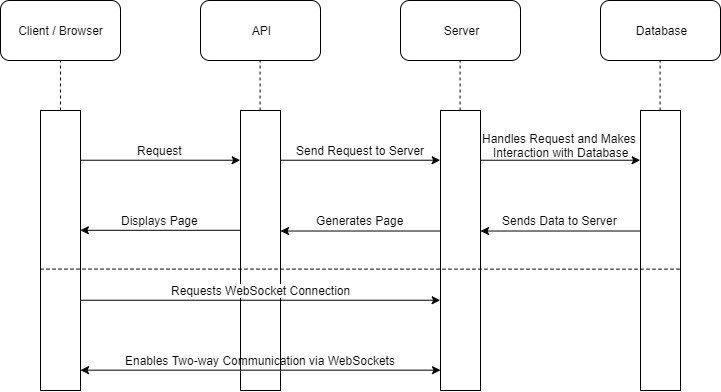 Client / Browser
API
Server
Database
Request
Send Request to Server
Handles Request and Makes
Interaction with Database
Displays Page
Generates Page
Sends Data to Server
Requests WebSocket Connection
Enables Two-way Communication via WebSockets